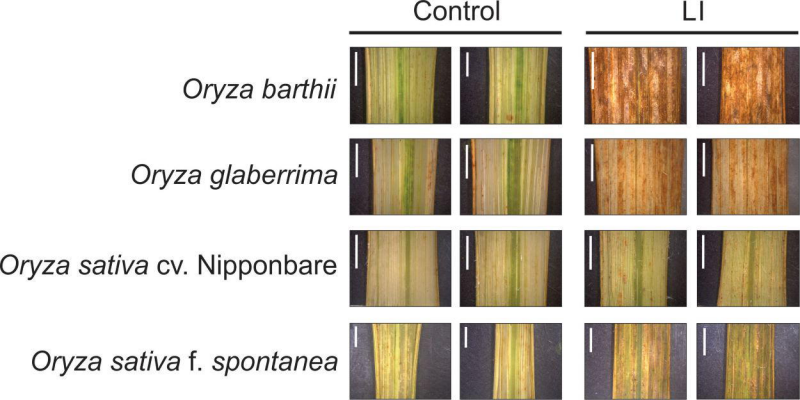 Control LI
Oryza barthii
Oryza glaberrima
Oryza sativa cv. Nipponbare
Oryza sativa f. spontanea